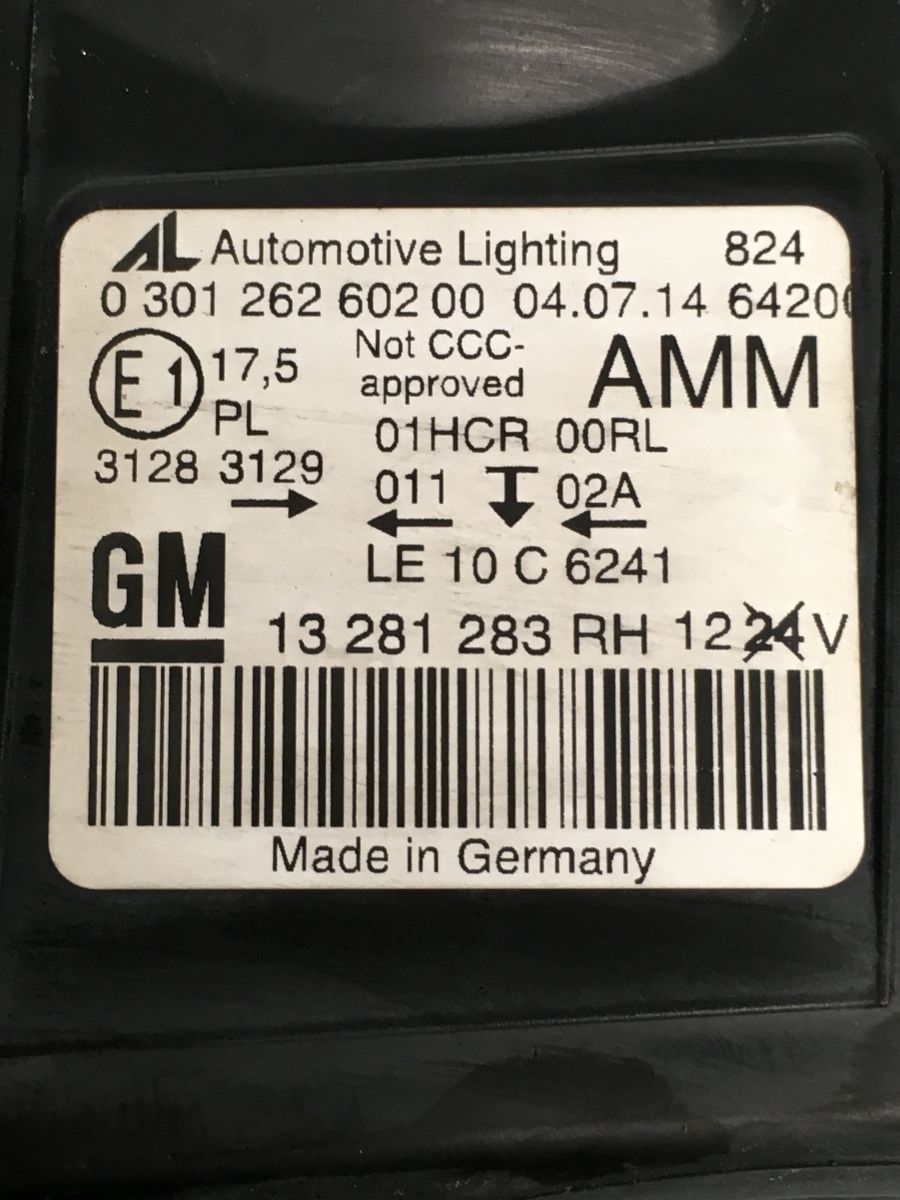 AL Automotive Lighting 824
0 301 262 602 00 04.07.14 6420
E1 17,5 Not CCC- AMM
PL approved
01HCR 00RL
3128 3129 011 02A
LE 10 C 6241
GM
13 281 283 RH 12 24 V
Made in Germany